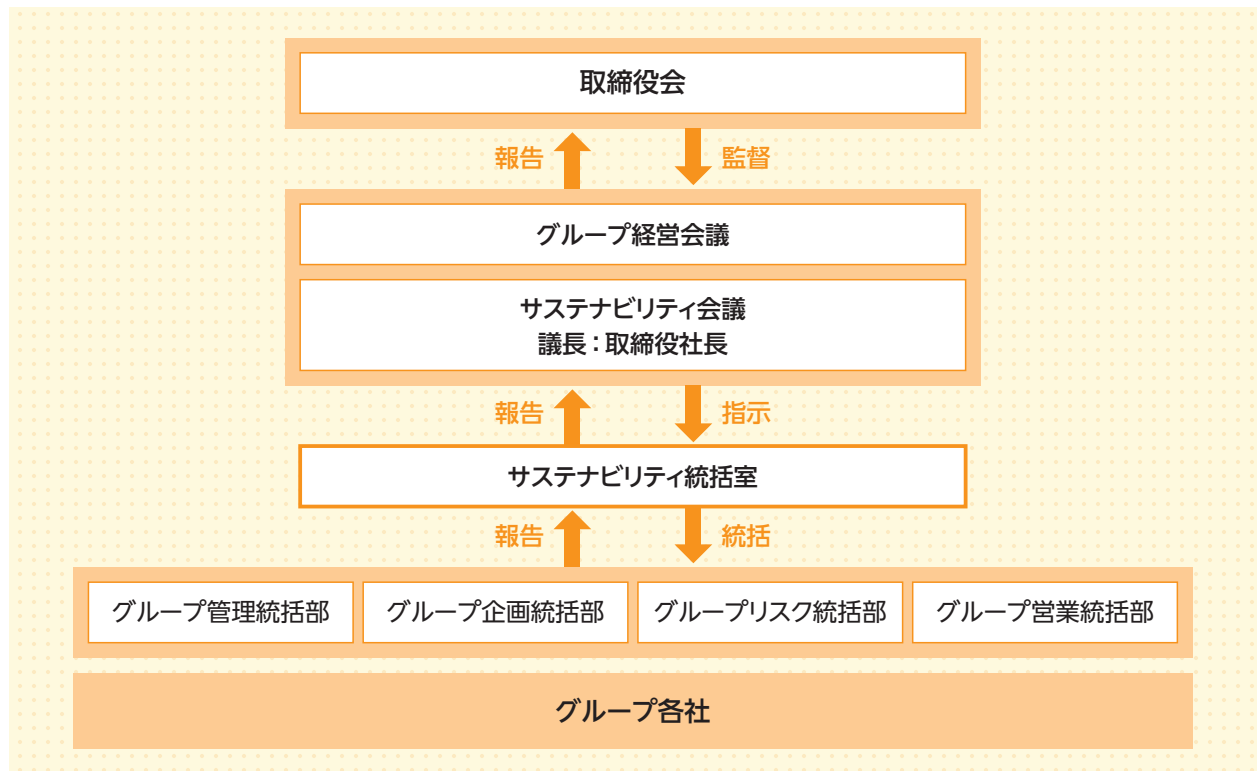 取締役会
報告
監督
グループ経営会議
サステナビリティ会議
議長：取締役社長
報告
指示
サステナビリティ統括室
報告
統括
グループ管理統括部
グループ企画統括部
グループリスク統括部
グループ営業統括部
グループ各社